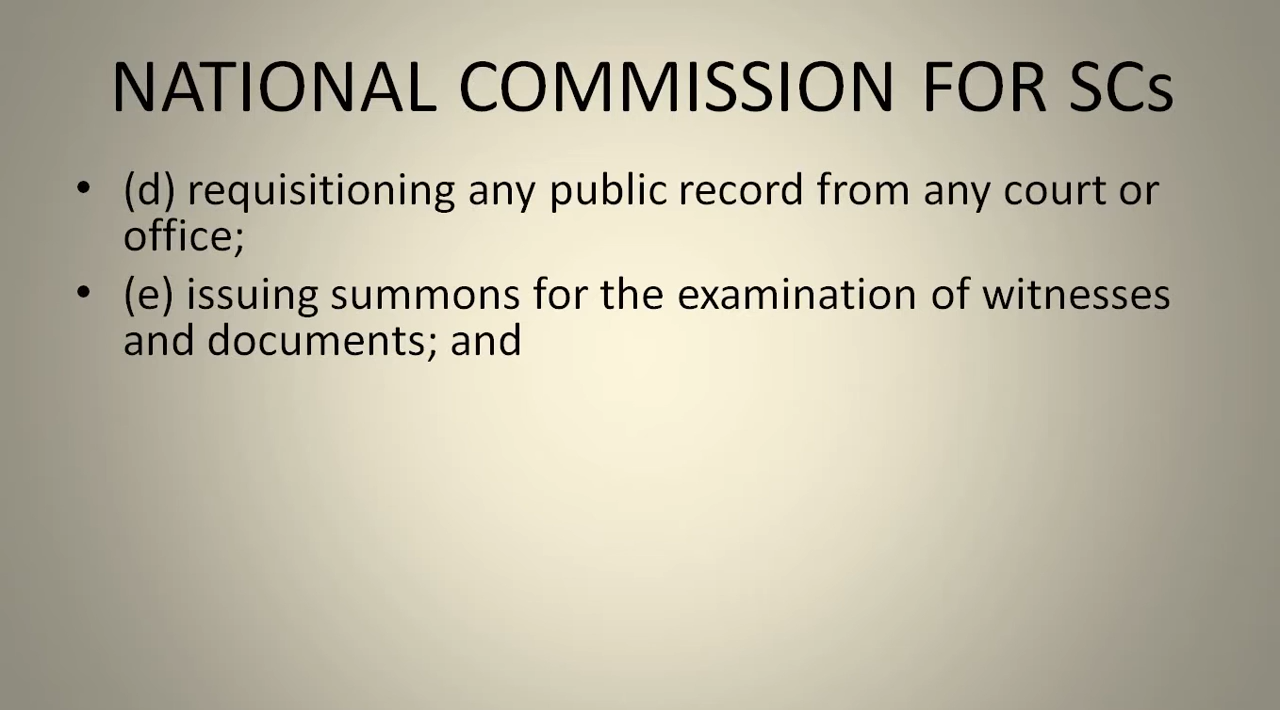 NATIONAL COMMISSION FOR SCs
• (d) requisitioning any public record from any court or
office;
• (e) issuing summons for the examination of witnesses
and documents; and